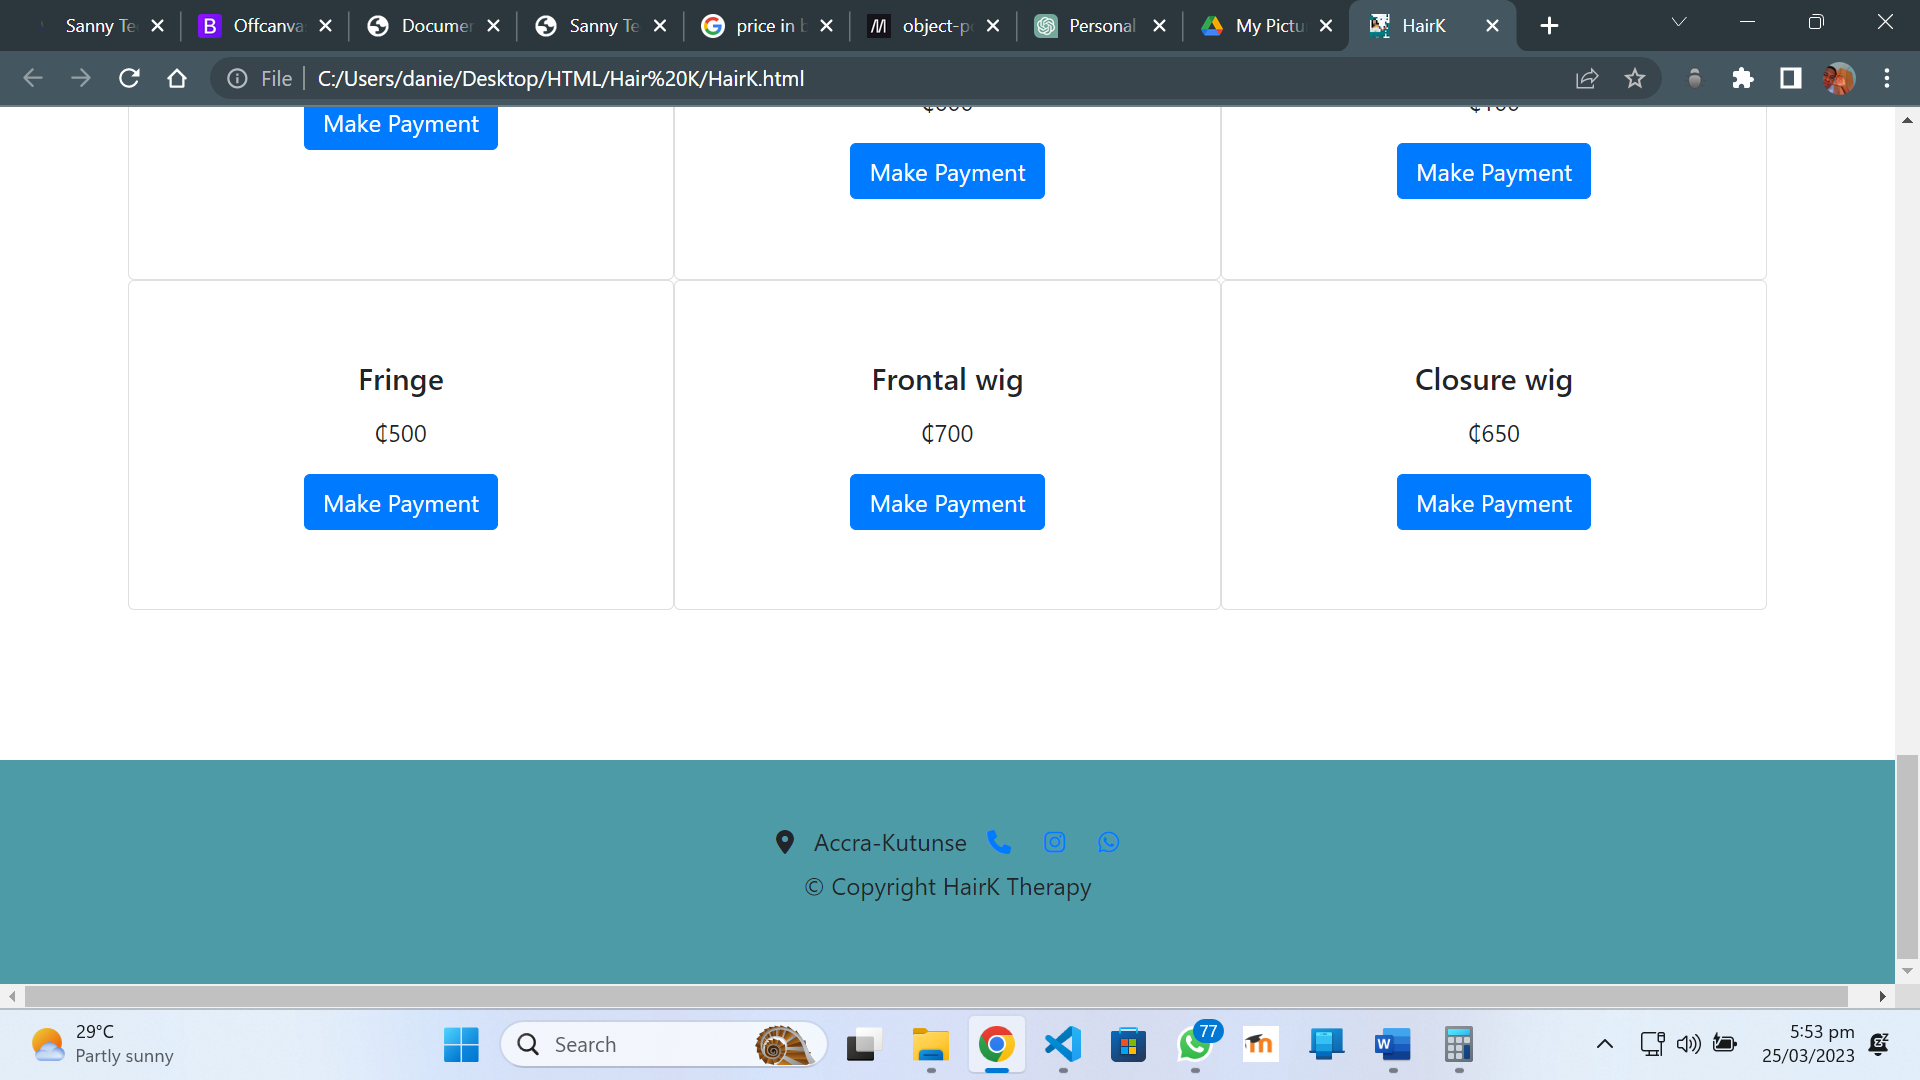 Sanny Te
Offcanva
Documer
Sanny Te
price in b
object-p
Personal
My Pictu
HairK
File
C:/Users/danie/Desktop/HTML/Hair%20K/HairK.html
Make Payment
Make Payment
Make Payment
Fringe
Frontal wig
Closure wig
₵500
₵700
₵650
Make Payment
Make Payment
Make Payment
Accra-Kutunse
© Copyright HairK Therapy
29°C
Partly sunny
Search
77
5:53 pm
25/03/2023